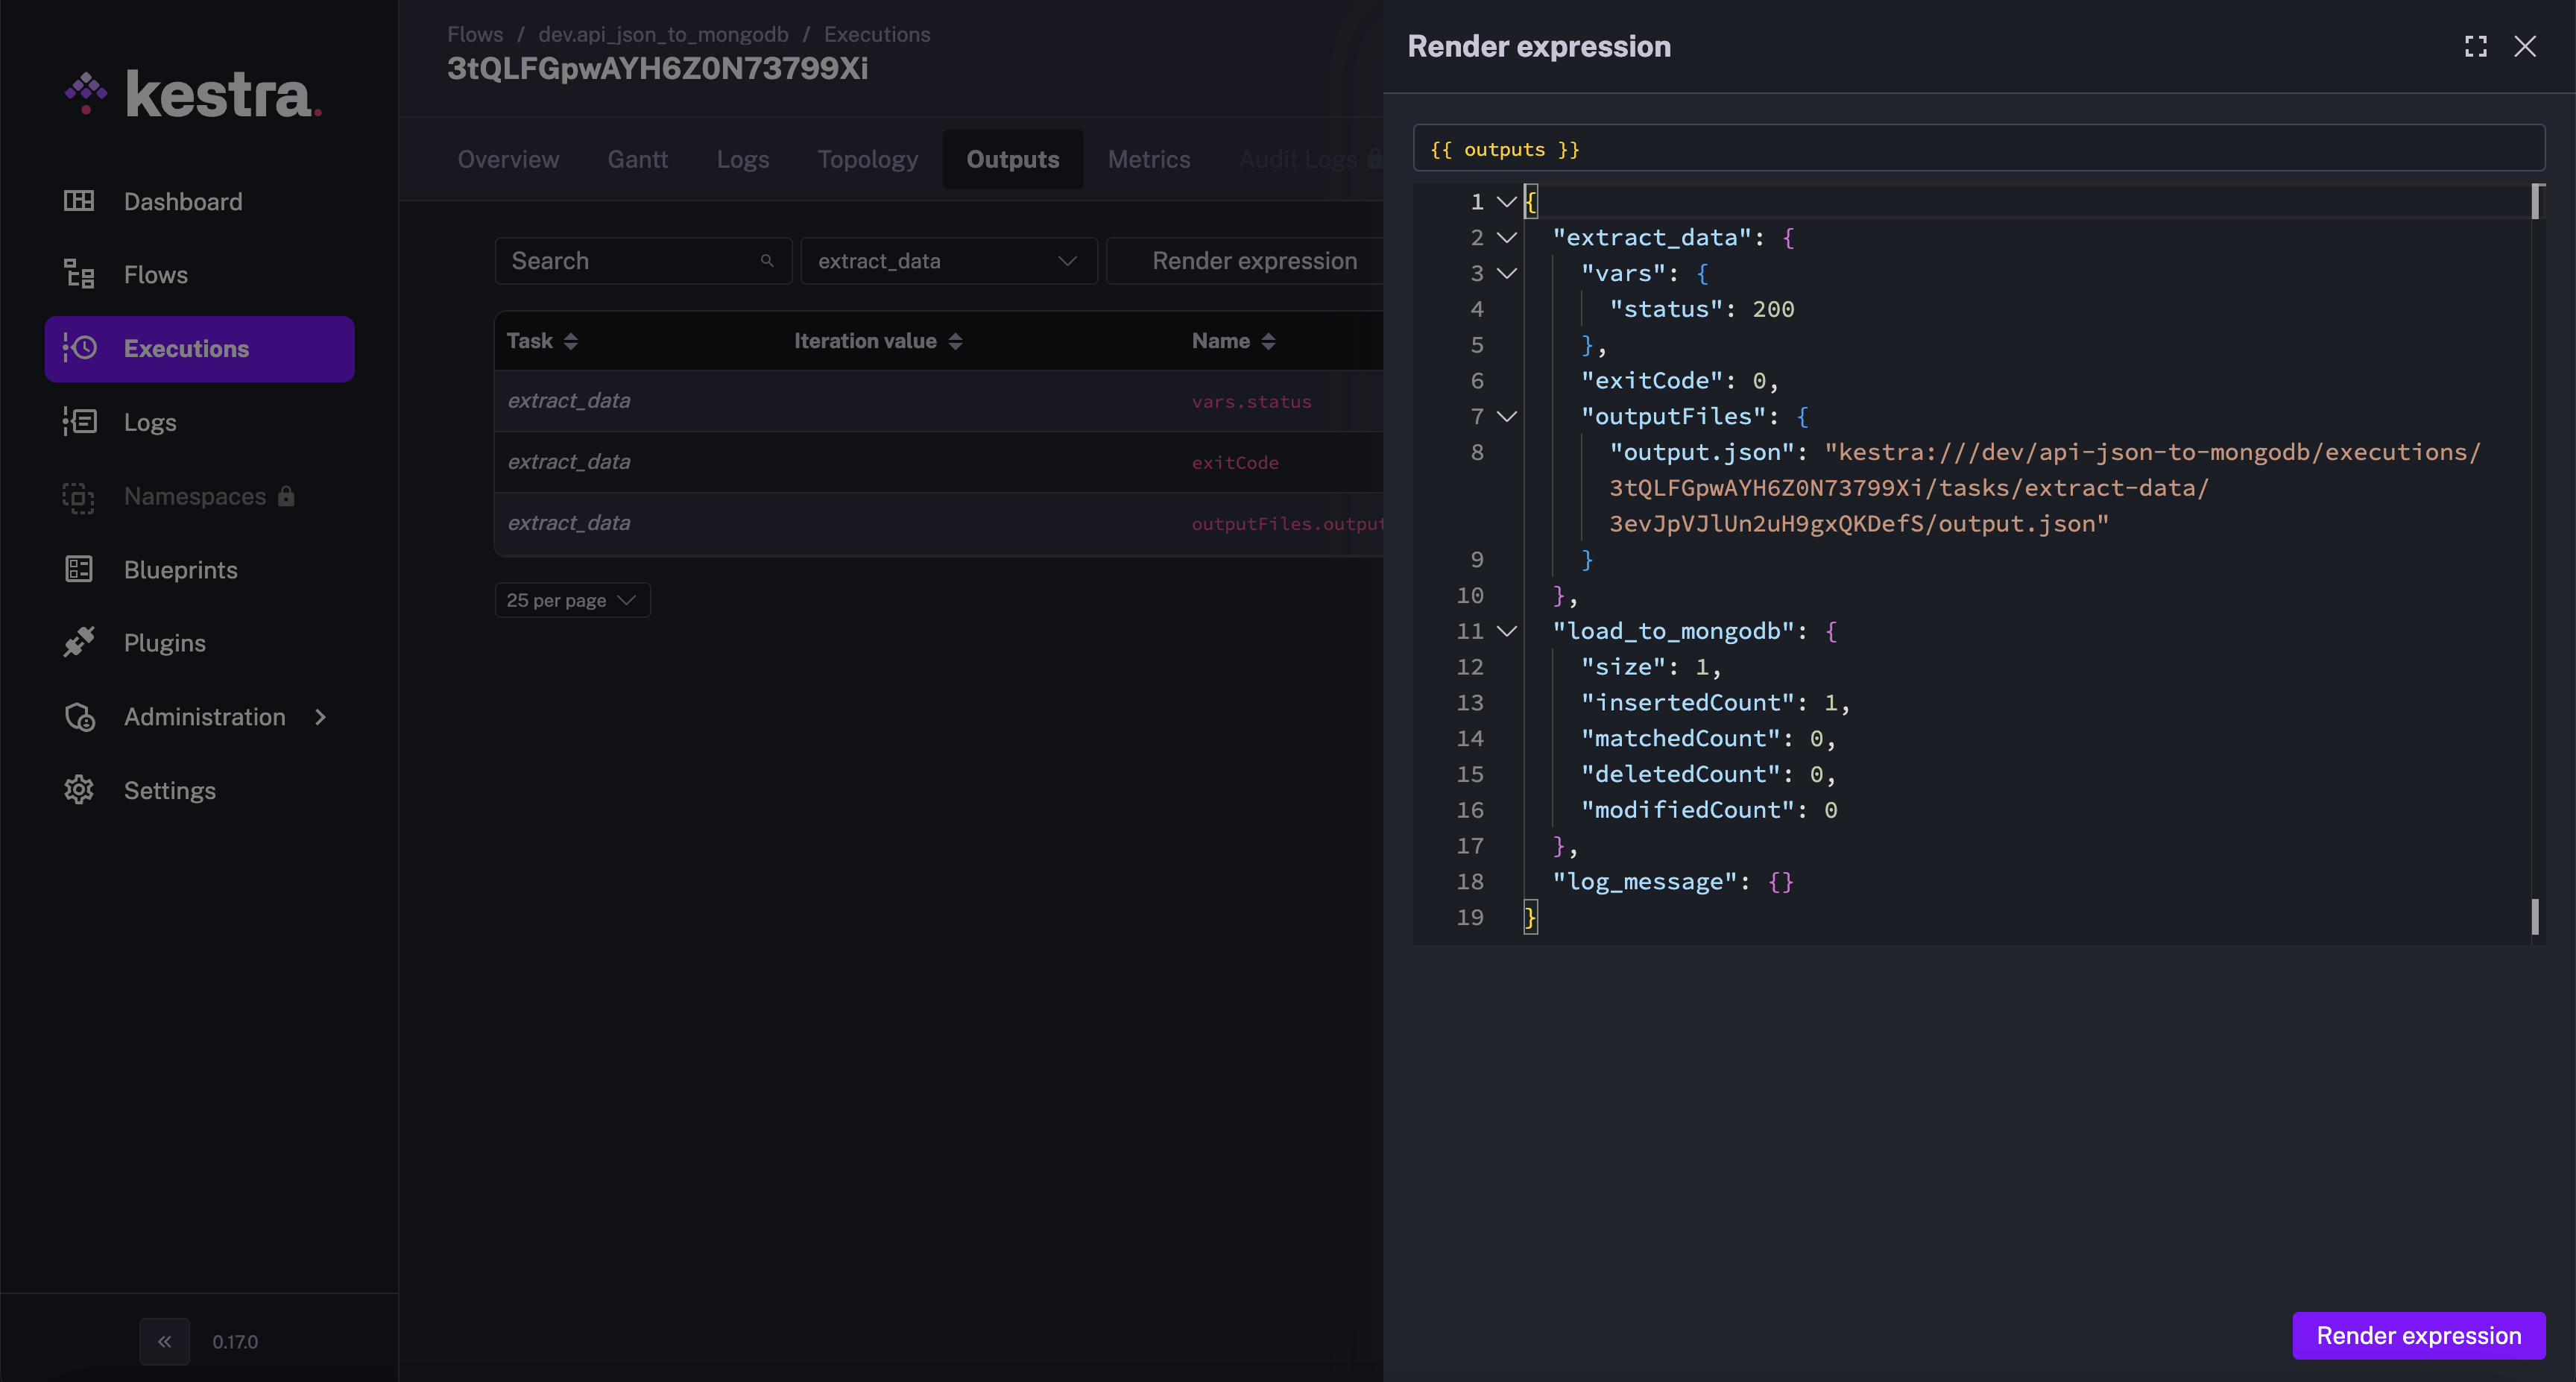 kestra.
Dashboard
Flows
Executions
Logs
Namespaces
Blueprints
Plugins
Administration
Settings
0.17.0
Flows / dev.api_json_to_mongodb / Executions
3tQLFGpwAYH6Z0N73799Xi
Overview Gantt Logs Topology Outputs Metrics Audit Logs
Search extract_data Render expression
Task Iteration value Name
extract_data vars.status
extract_data exitCode
extract_data outputFiles.output
25 per page
Render expression
{{ outputs }}
1 {
2 "extract_data": {
3 "vars": {
4 "status": 200
5 },
6 "exitCode": 0,
7 "outputFiles": {
8 "output.json": "kestra:///dev/api-json-to-mongodb/executions/
3tQLFGpwAYH6Z0N73799Xi/tasks/extract-data/
3evJpVJlUn2uH9gxQKDefS/output.json"
9 }
10 },
11 "load_to_mongodb": {
12 "size": 1,
13 "insertedCount": 1,
14 "matchedCount": 0,
15 "deletedCount": 0,
16 "modifiedCount": 0
17 },
18 "log_message": {}
19 }
Render expression